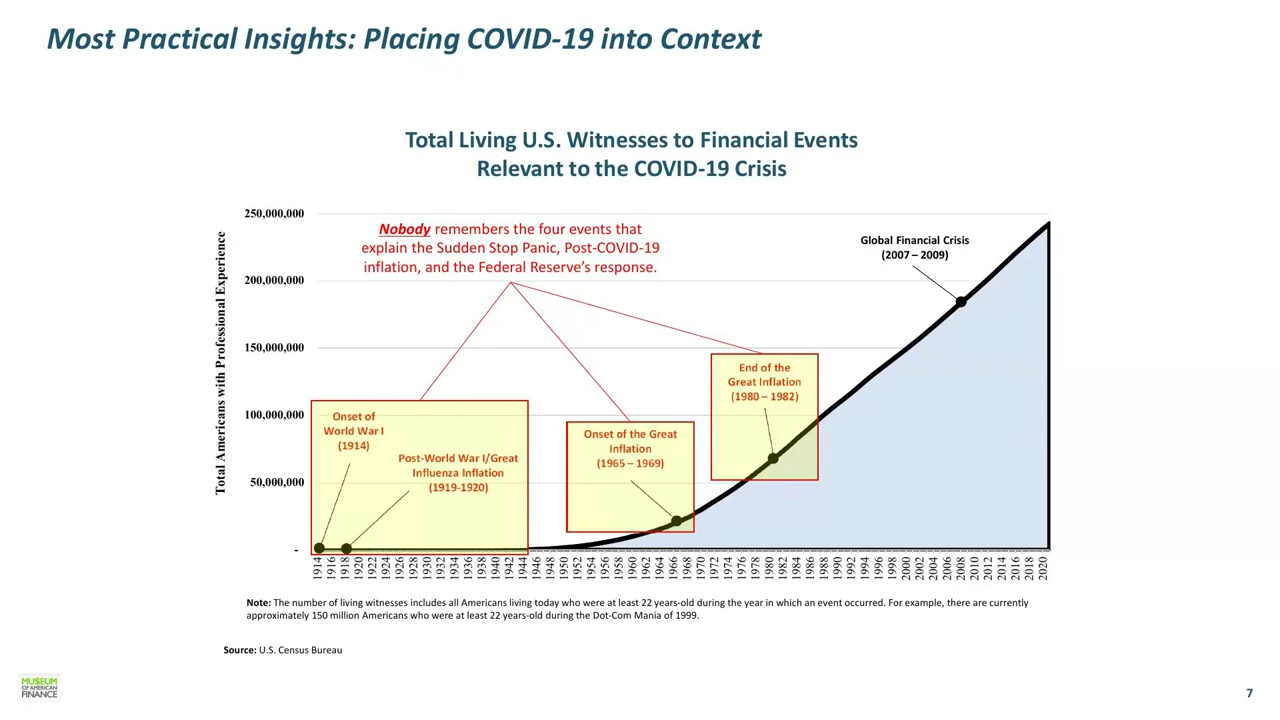 Most Practical Insights: Placing COVID-19 into Context
Total Living U.S. Witnesses to Financial Events
Relevant to the COVID-19 Crisis
Total Americans with Professional Experience
250,000,000
200,000,000
150,000,000
100,000,000
50,000,000
-
Nobody remembers the four events that
explain the Sudden Stop Panic, Post-COVID-19
inflation, and the Federal Reserve's response.
Global Financial Crisis
(2007 – 2009)
End of the
Great Inflation
(1980 – 1982)
Onset of
World War I
(1914)
Post-World War I/Great
Influenza Inflation
(1919-1920)
Onset of the Great
Inflation
(1965 – 1969)
1914
1916
1918
1920
1922
1924
1926
1928
1930
1932
1934
1936
1938
1940
1942
1944
1946
1948
1950
1952
1954
1956
1958
1960
1962
1964
1966
1968
1970
1972
1974
1976
1978
1980
1982
1984
1986
1988
1990
1992
1994
1996
1998
2000
2002
2004
2006
2008
2010
2012
2014
2016
2018
2020
Note: The number of living witnesses includes all Americans living today who were at least 22 years-old during the year in which an event occurred. For example, there are currently
approximately 150 million Americans who were at least 22 years-old during the Dot-Com Mania of 1999.
Source: U.S. Census Bureau
MU$EUM
OF AMERICAN
FINANCE
7